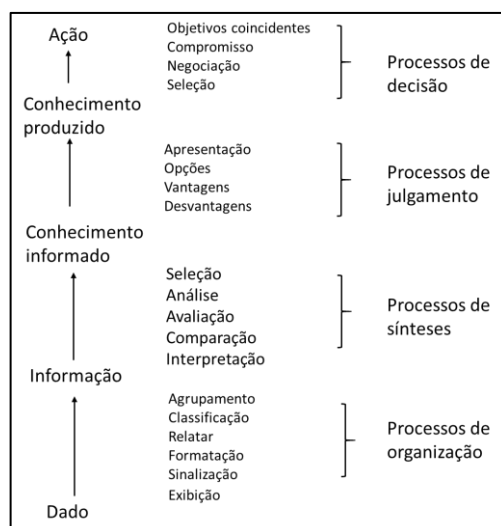 Ação
Objetivos coincidentes
Compromisso
Negociação
Seleção
Processos de
decisão
Conhecimento
produzido
Apresentação
Opções
Vantagens
Desvantagens
Processos de
julgamento
Conhecimento
informado
Seleção
Análise
Avaliação
Comparação
Interpretação
Processos de
sínteses
Informação
Agrupamento
Classificação
Relatar
Formatação
Sinalização
Exibição
Processos de
organização
Dado